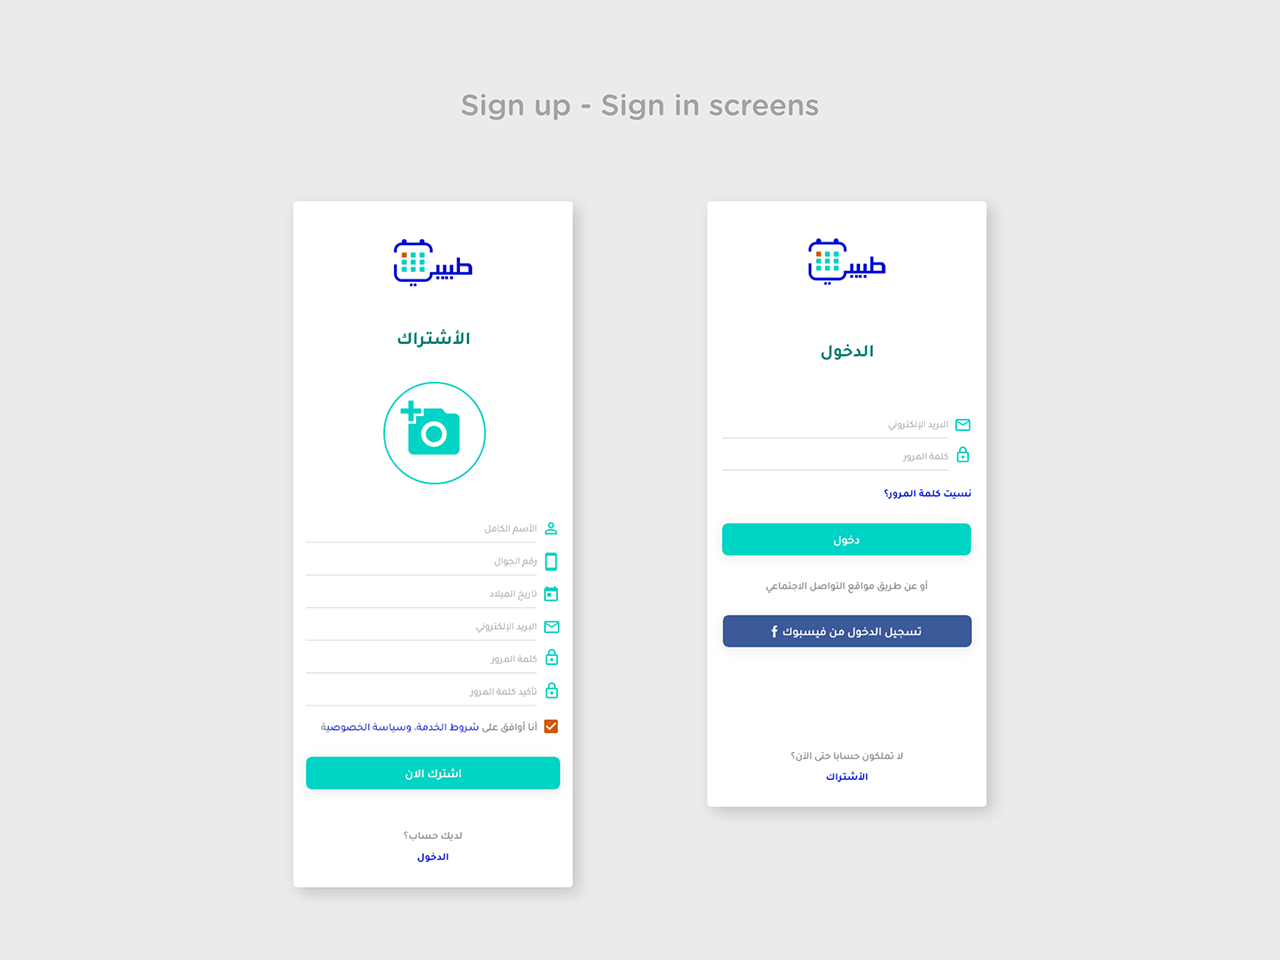 Sign up - Sign in screens
طبيبي
الأشتراك
الأسم الكامل
رقم الجوال
تاريخ الميلاد
البريد الإلكتروني
كلمة المرور
تأكيد كلمة المرور
أنا أوافق على شروط الخدمة، وسياسة الخصوصية
اشترك الان
لديك حساب؟
الدخول
طبيبي
الدخول
البريد الإلكتروني
كلمة المرور
نسيت كلمة المرور؟
دخول
أو عن طريق مواقع التواصل الاجتماعي
تسجيل الدخول من فيسبوك f
لا تملكون حسابا حتى الآن؟
الأشتراك